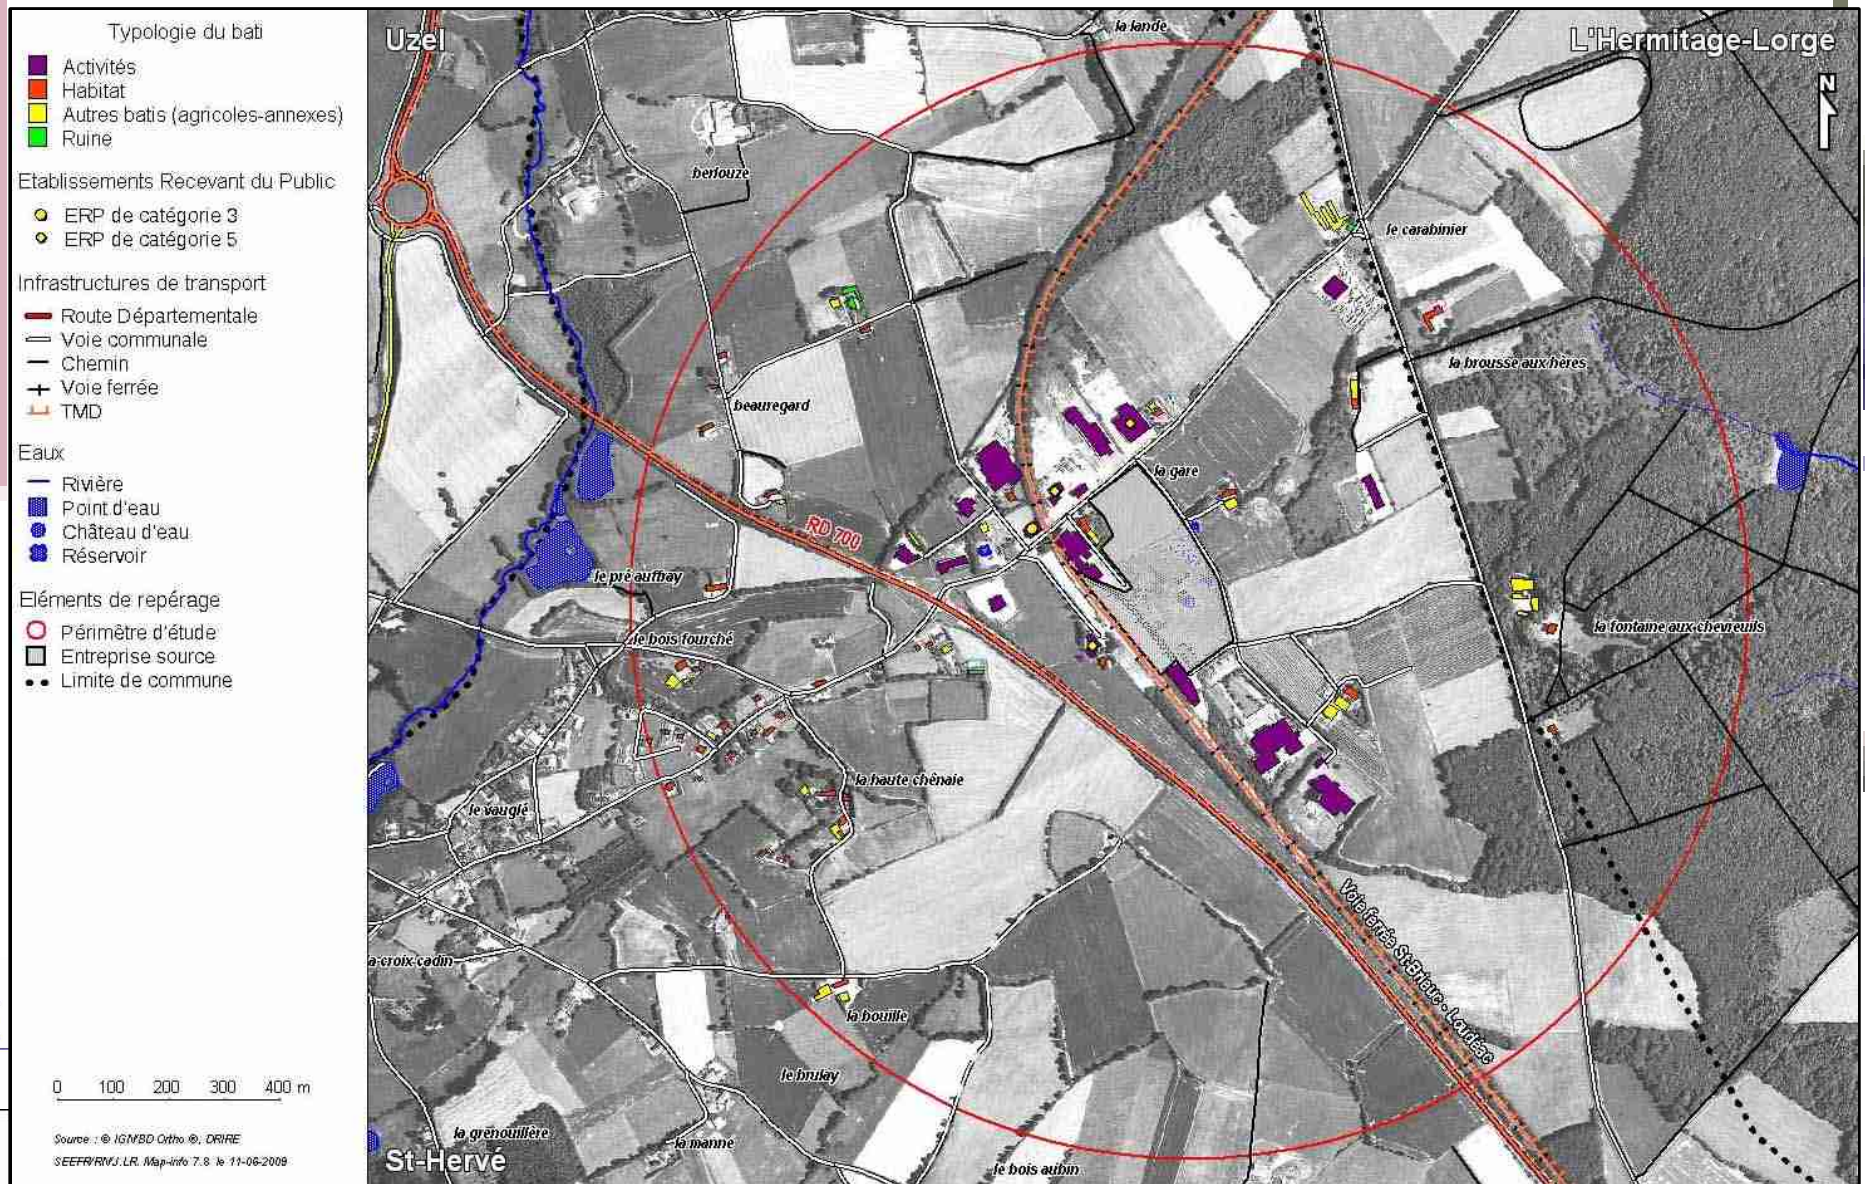 Typologie du bati
Activités
Habitat
Autres batis (agricoles-annexes)
Ruine
Etablissements Recevant du Public
ERP de catégorie 3
ERP de catégorie 5
Infrastructures de transport
Route Départementale
Voie communale
Chemin
Voie ferrée
TMD
Eaux
Rivière
Point d'eau
Château d'eau
Réservoir
Eléments de repérage
Périmètre d'étude
Entreprise source
Limite de commune
0 100 200 300 400 m
Source : © IGN/BD Ortho ®, DRIRE
SEEFR/RN/J.LR. Map-info 7.8 le 11-06-2009
Uzel
la lande
L'Hermitage-Lorge
N
berlouze
le carabinier
la brousse aux hères
beauregard
la gare
RD 700
le pré auffray
le bois fourché
la fontaine aux chevreuils
la haute chênaie
le vauglé
Voie ferrée St-Brieuc - Loudéac
a croix cadin
la bouille
le brulay
la grenouillère
la manne
St-Hervé
le bois aubin